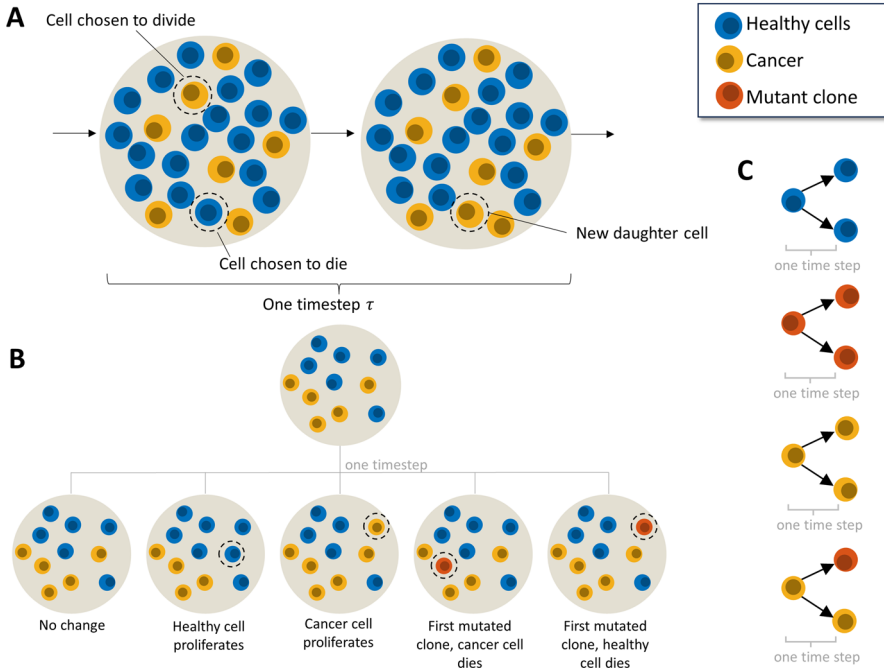 A
Cell chosen to divide
Cell chosen to die
New daughter cell
One timestep τ
Healthy cells
Cancer
Mutant clone
B
one timestep
No change
Healthy cell
proliferates
Cancer cell
proliferates
First mutated
clone, cancer cell
dies
First mutated
clone, healthy
cell dies
C
one time step
one time step
one time step
one time step